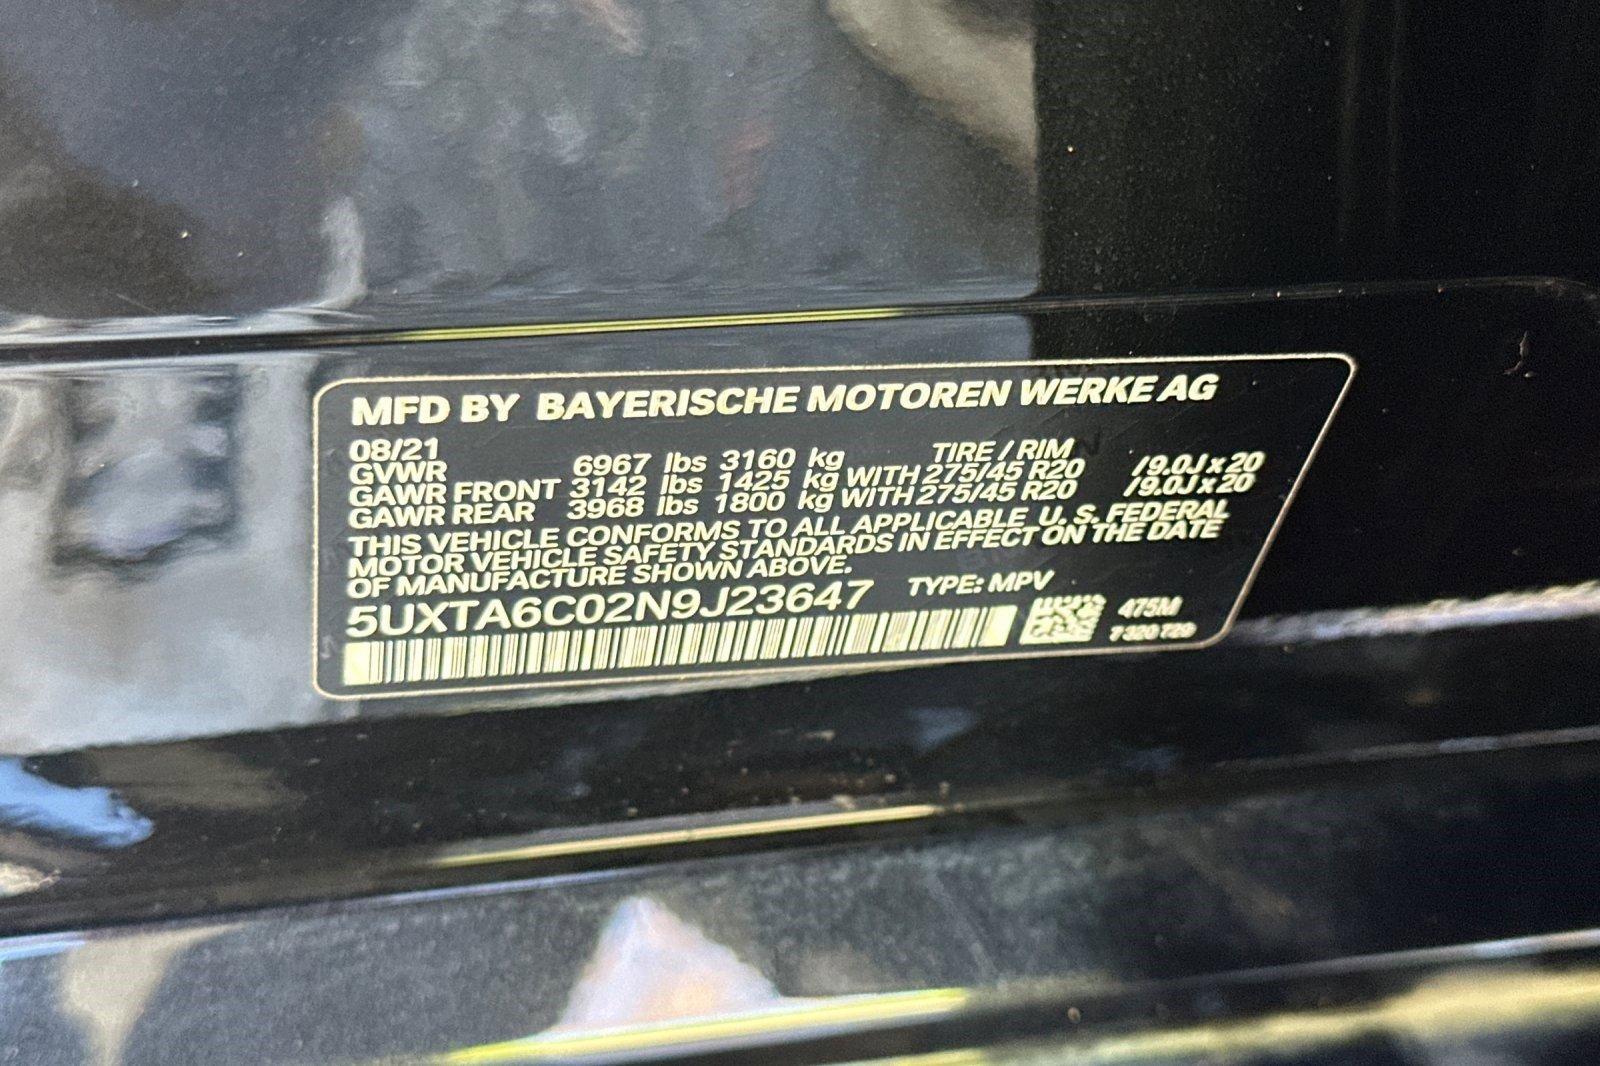 MFD BY BAYERISCHE MOTOREN WERKE AG
08/21
GVWR 6967 lbs 3160 kg TIRE / RIM
GAWR FRONT 3142 lbs 1425 kg WITH 275/45 R20 / 9.0J x 20
GAWR REAR 3968 lbs 1800 kg WITH 275/45 R20 / 9.0J x 20
THIS VEHICLE CONFORMS TO ALL APPLICABLE U. S. FEDERAL
MOTOR VEHICLE SAFETY STANDARDS IN EFFECT ON THE DATE
OF MANUFACTURE SHOWN ABOVE.
5UXTA6C02N9J23647 TYPE: MPV
475M
7320729